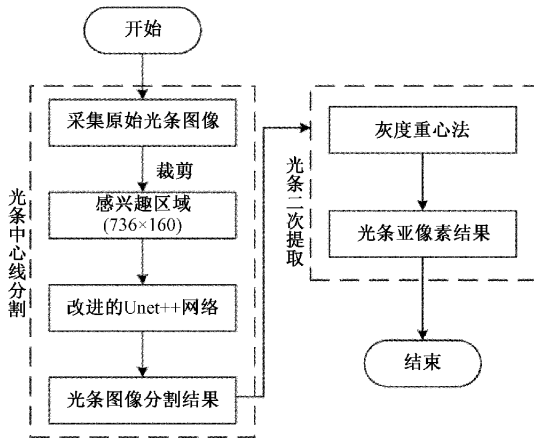 开始
光条中心线分割
采集原始光条图像
裁剪
感兴趣区域
(736×160)
改进的Unet++网络
光条图像分割结果
光条二次提取
灰度重心法
光条亚像素结果
结束